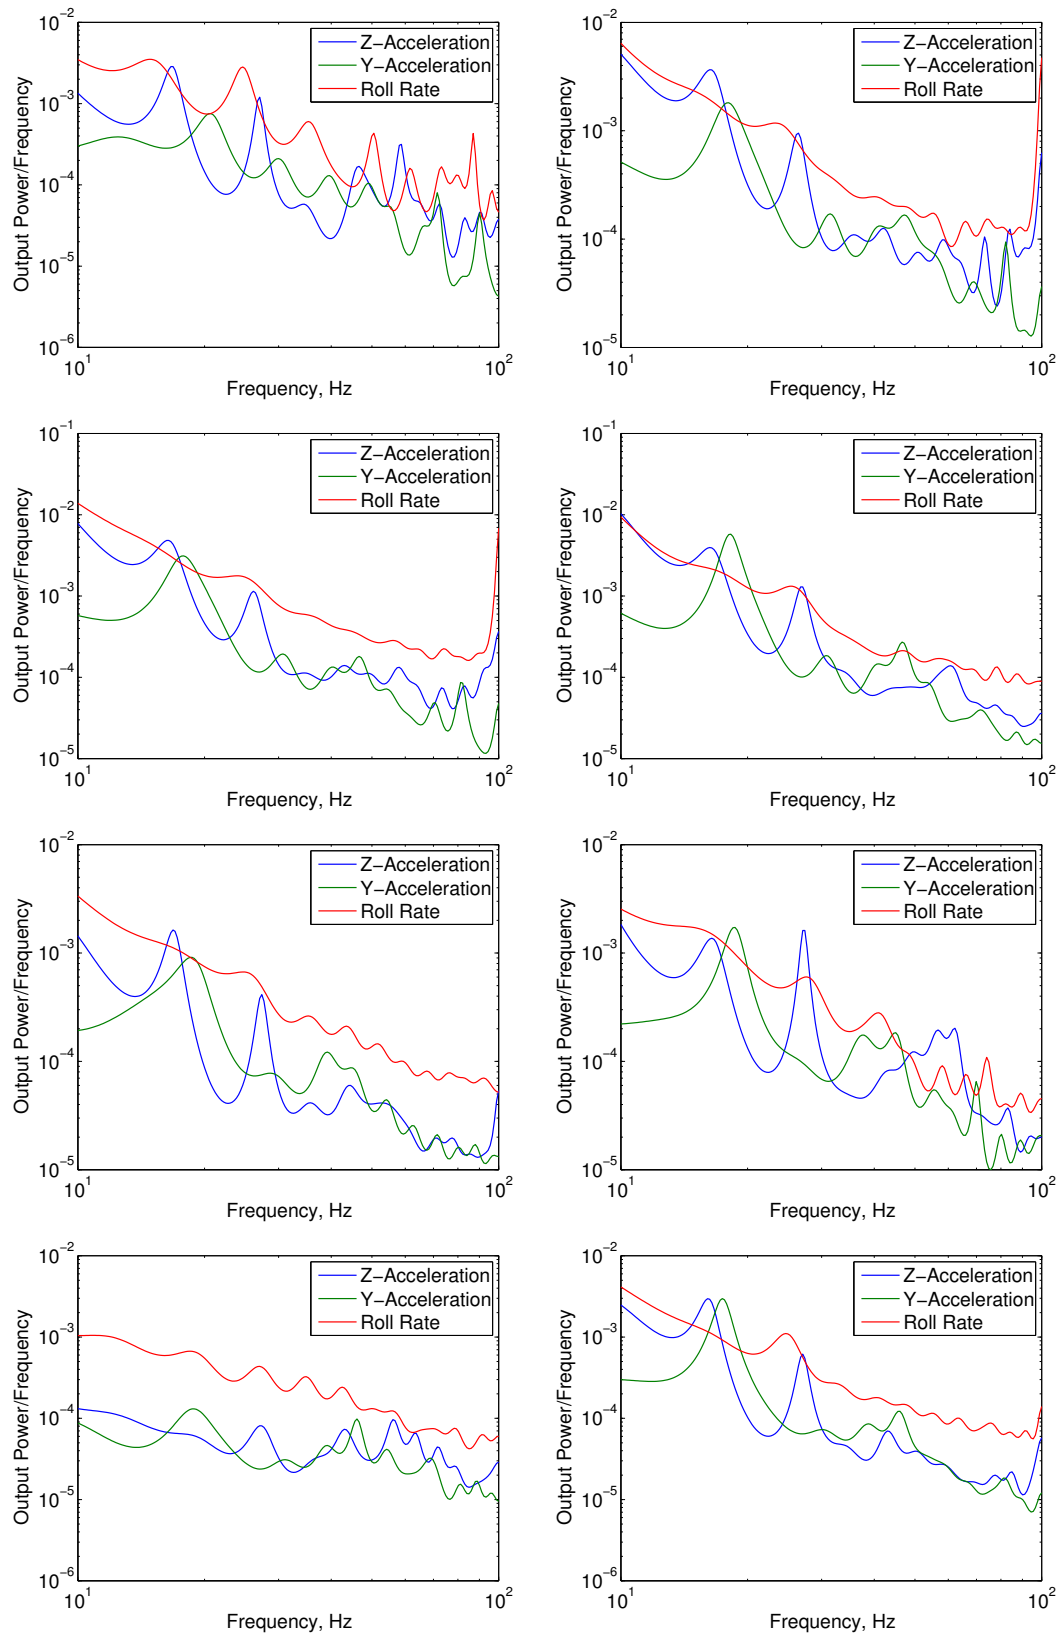 10^-2
10^-3
10^-4
10^-5
10^-6
Output Power/Frequency
Z−Acceleration
Y−Acceleration
Roll Rate
10^1
10^2
Frequency, Hz
10^-2
10^-3
10^-4
10^-5
Output Power/Frequency
Z−Acceleration
Y−Acceleration
Roll Rate
10^1
10^2
Frequency, Hz
10^-1
10^-2
10^-3
10^-4
10^-5
Output Power/Frequency
Z−Acceleration
Y−Acceleration
Roll Rate
10^1
10^2
Frequency, Hz
10^-1
10^-2
10^-3
10^-4
10^-5
Output Power/Frequency
Z−Acceleration
Y−Acceleration
Roll Rate
10^1
10^2
Frequency, Hz
10^-2
10^-3
10^-4
10^-5
Output Power/Frequency
Z−Acceleration
Y−Acceleration
Roll Rate
10^1
10^2
Frequency, Hz
10^-2
10^-3
10^-4
10^-5
Output Power/Frequency
Z−Acceleration
Y−Acceleration
Roll Rate
10^1
10^2
Frequency, Hz
10^-2
10^-3
10^-4
10^-5
10^-6
Output Power/Frequency
Z−Acceleration
Y−Acceleration
Roll Rate
10^1
10^2
Frequency, Hz
10^-2
10^-3
10^-4
10^-5
10^-6
Output Power/Frequency
Z−Acceleration
Y−Acceleration
Roll Rate
10^1
10^2
Frequency, Hz